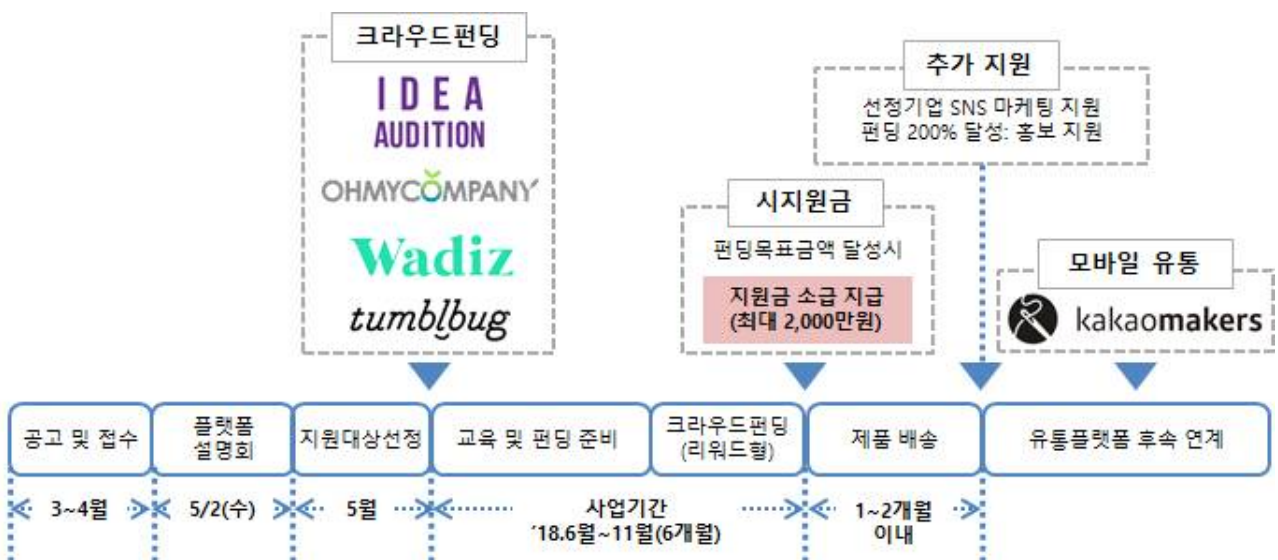 크라우드펀딩
IDEA
AUDITION
OHMYCOMPANY
Wadiz
tumblbug
추가 지원
선정기업 SNS 마케팅 지원
펀딩 200% 달성: 홍보 지원
시지원금
펀딩목표금액 달성시
지원금 소급 지급
(최대 2,000만원)
모바일 유통
kakaomakers
공고 및 접수
플랫폼
설명회
지원대상선정
교육 및 펀딩 준비
크라우드펀딩
(리워드형)
제품 배송
유통플랫폼 후속 연계
3~4월
5/2(수)
5월
사업기간
´18.6월~11월(6개월)
1~2개월
이내